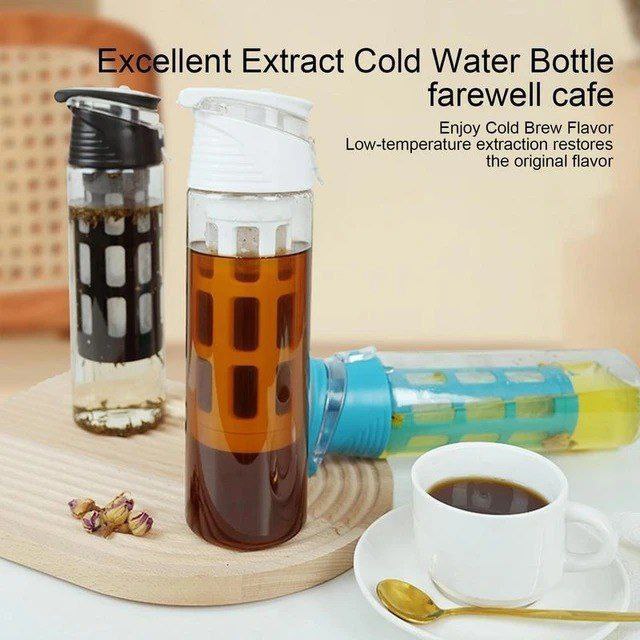 Excellent Extract Cold Water Bottle
farewell cafe
Enjoy Cold Brew Flavor
Low-temperature extraction restores
the original flavor